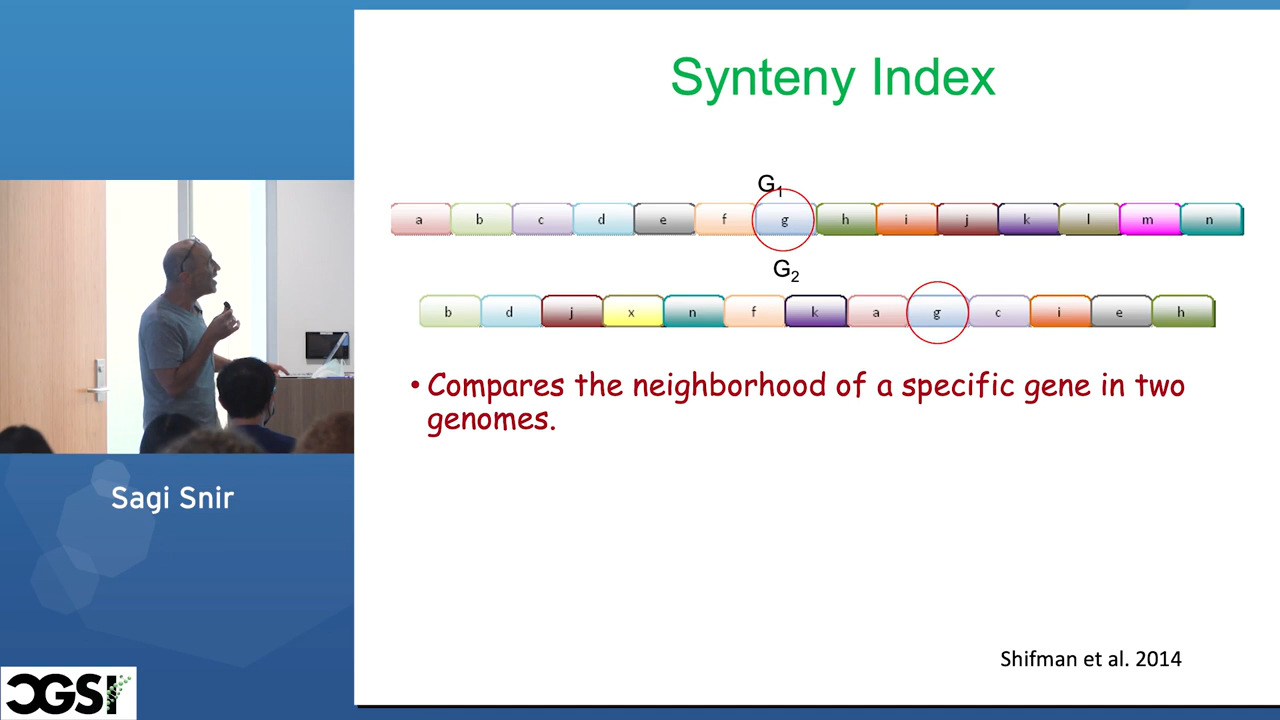 Synteny Index
G1
a b c d e f g h i j k l m n
G2
b d j x n f k a g c i e h
• Compares the neighborhood of a specific gene in two
genomes.
Shifman et al. 2014
Sagi Snir
CGSI